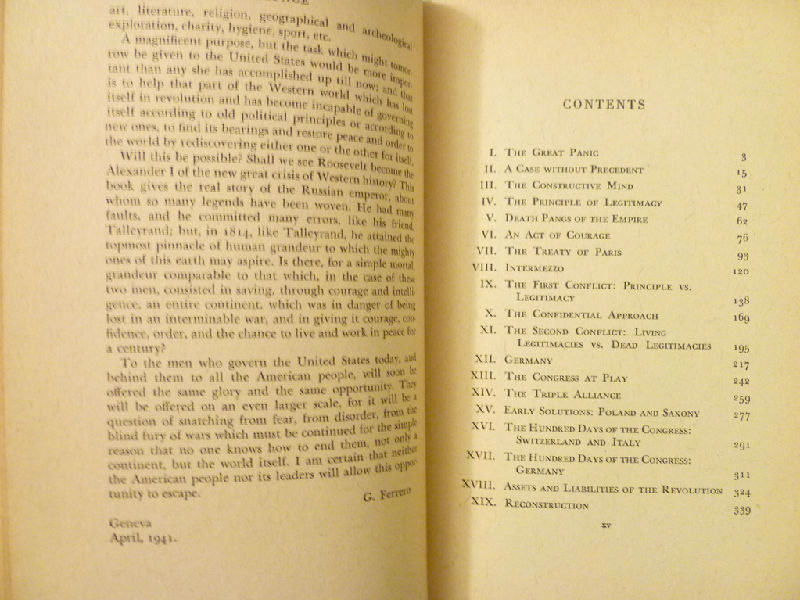 art, literature, religion, geographical and archeological
exploration, charity, hygiene, sport, etc.
A magnificent purpose, but the task which might tomor-
row be given to the United States would be more impor-
tant than any she has accomplished up till now; and that
is to help that part of the Western world which has lost
itself in revolution and has become incapable of governing
itself according to old political principles or according to
new ones, to find its bearings and restore peace and order to
the world by rediscovering either one or the other for itself.
Will this be possible? Shall we see Roosevelt become the
Alexander I of the new great crisis of Western history? This
book gives the real story of the Russian emperor, about
whom so many legends have been woven. He had many
faults, and he committed many errors, like his friend,
Talleyrand; but, in 1814, like Talleyrand, he attained the
topmost pinnacle of human grandeur to which the mighty
ones of this earth may aspire. Is there, for a simple mortal,
grandeur comparable to that which, in the case of these
two men, consisted in saving, through courage and intelli-
gence, an entire continent, which was in danger of being
lost in an interminable war, and in giving it courage, con-
fidence, order, and the chance to live and work in peace for
a century?
To the men who govern the United States today, and
behind them to all the American people, will soon be
offered the same glory and the same opportunity. They
will be offered on an even larger scale, for it will be a
question of snatching from fear, from disorder, from the
blind fury of wars which must be continued for the simple
reason that no one knows how to end them, not only a
continent, but the world itself. I am certain that neither
the American people nor its leaders will allow this oppor-
tunity to escape.
G. Ferrero
Geneva
April, 1941.
CONTENTS
I. The Great Panic 3
II. A Case without Precedent 15
III. The Constructive Mind 31
IV. The Principle of Legitimacy 47
V. Death Pangs of the Empire 62
VI. An Act of Courage 76
VII. The Treaty of Paris 93
VIII. Intermezzo 120
IX. The First Conflict: Principle vs.
Legitimacy 138
X. The Confidential Approach 169
XI. The Second Conflict: Living
Legitimacies vs. Dead Legitimacies 195
XII. Germany 217
XIII. The Congress at Play 242
XIV. The Triple Alliance 259
XV. Early Solutions: Poland and Saxony 277
XVI. The Hundred Days of the Congress:
Switzerland and Italy 291
XVII. The Hundred Days of the Congress:
Germany 311
XVIII. Assets and Liabilities of the Revolution 324
XIX. Reconstruction 339
xv